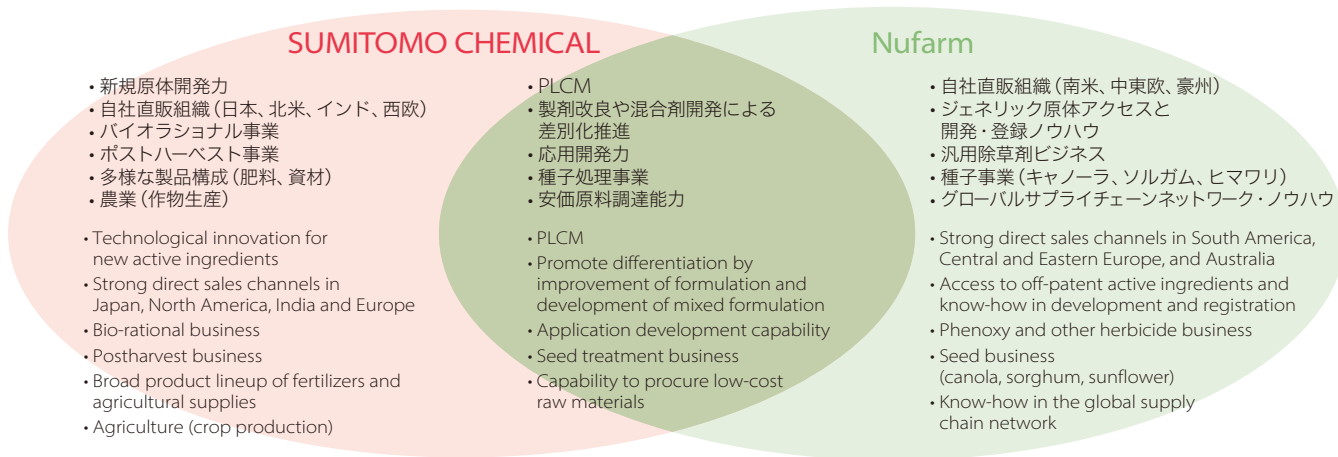 SUMITOMO CHEMICAL
• 新規原体開発力
• 自社直販組織（日本、北米、インド、西欧）
• バイオラショナル事業
• ポストハーベスト事業
• 多様な製品構成（肥料、資材）
• 農業（作物生産）
• Technological innovation for
new active ingredients
• Strong direct sales channels in
Japan, North America, India and Europe
• Bio-rational business
• Postharvest business
• Broad product lineup of fertilizers and
agricultural supplies
• Agriculture (crop production)
• PLCM
• 製剤改良や混合剤開発による
差別化推進
• 応用開発力
• 種子処理事業
• 安価原料調達能力
• PLCM
• Promote differentiation by
improvement of formulation and
development of mixed formulation
• Application development capability
• Seed treatment business
• Capability to procure low-cost
raw materials
Nufarm
• 自社直販組織（南米、中東欧、豪州）
• ジェネリック原体アクセスと
開発・登録ノウハウ
• 汎用除草剤ビジネス
• 種子事業（キャノーラ、ソルガム、ヒマワリ）
• グローバルサプライチェーンネットワーク・ノウハウ
• Strong direct sales channels in South America,
Central and Eastern Europe, and Australia
• Access to off-patent active ingredients and
know-how in development and registration
• Phenoxy and other herbicide business
• Seed business
(canola, sorghum, sunflower)
• Know-how in the global supply
chain network